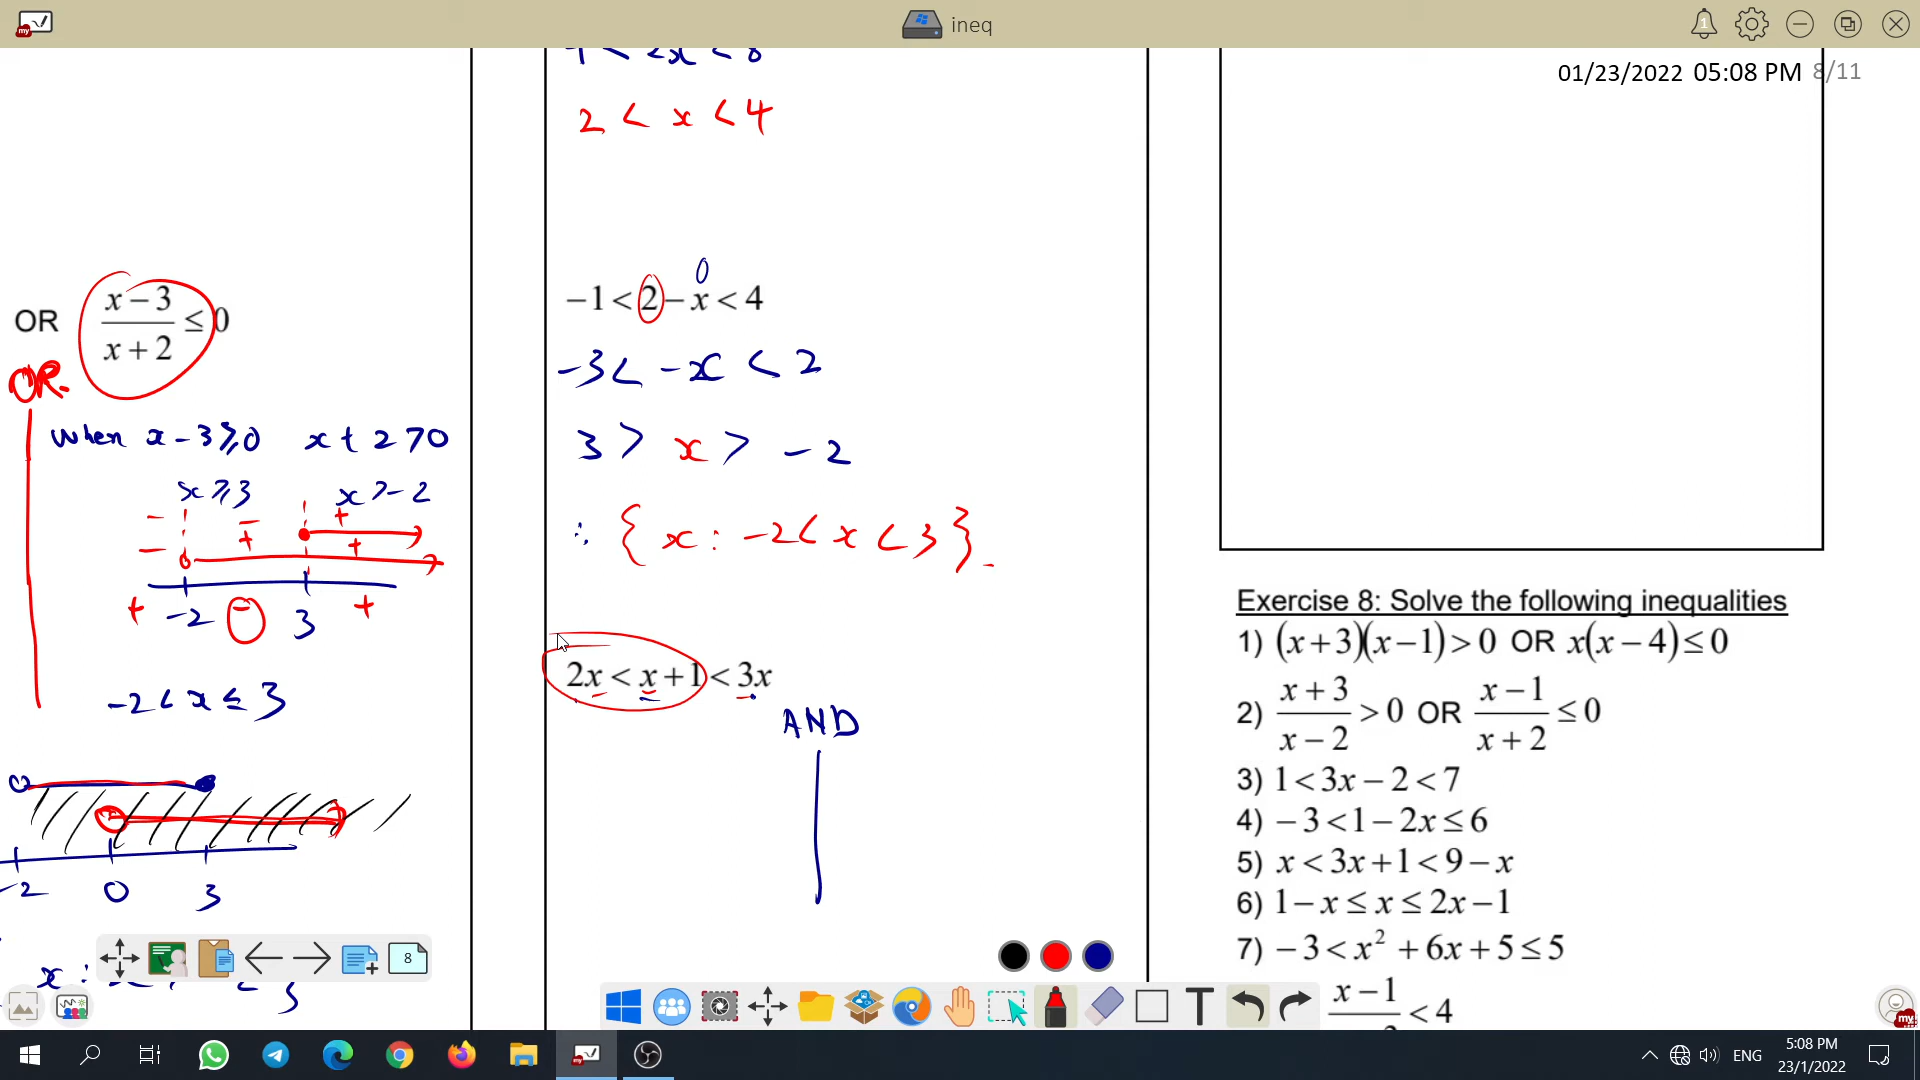 ineq
01/23/2022 05:08 PM 8/11
OR x-3/x+2 ≤ 0
OR.
when x-3≥0 x+2>0
x≥3 x>-2
- - + 
- + +
+ -2 - 3 +
-2 < x ≤ 3
-2 0 3
< 2x < 8
2 < x < 4
0
-1 < 2 - x < 4
-3 < -x < 2
3 > x > -2
∴ {x : -2 < x < 3}.
2x < x+1 < 3x
AND
Exercise 8: Solve the following inequalities
1) (x+3)(x-1)>0 OR x(x-4)≤0
2) x+3/x-2 >0 OR x-1/x+2 ≤0
3) 1<3x-2<7
4) -3<1-2x≤6
5) x<3x+1<9-x
6) 1-x≤x≤2x-1
7) -3<x²+6x+5≤5
x-1 <4
8
T
ENG
5:08 PM
23/1/2022